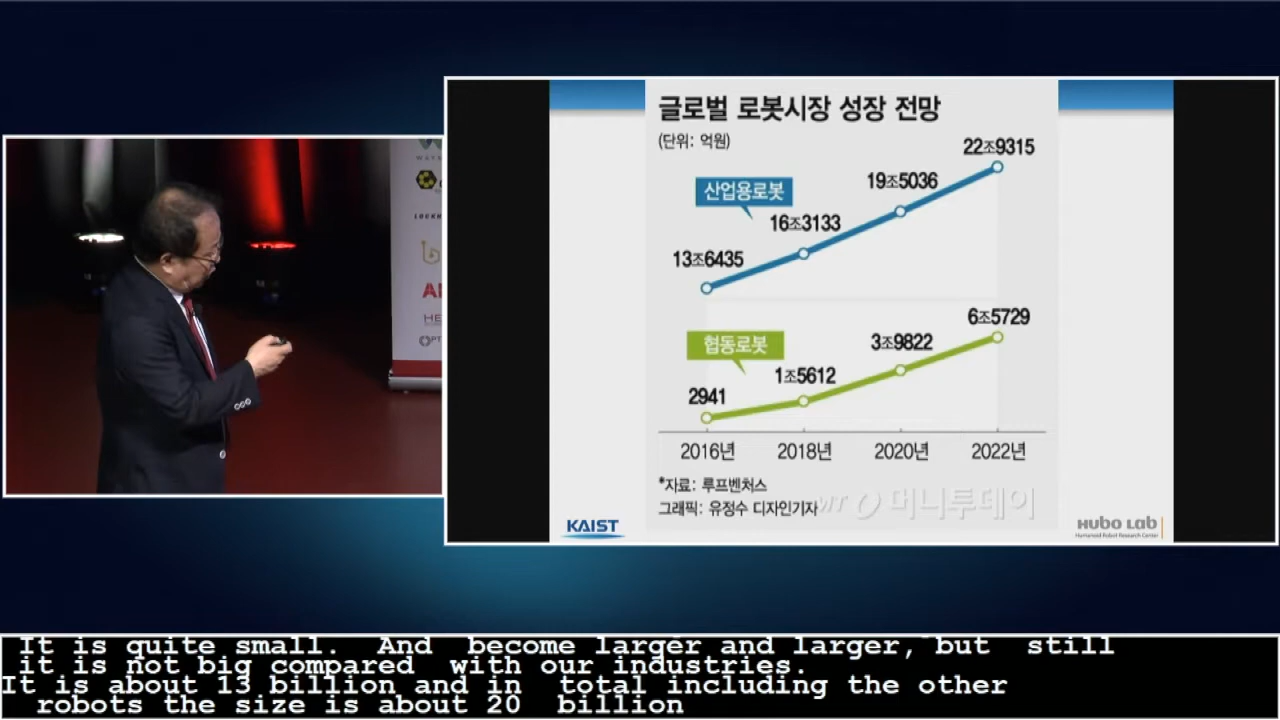 글로벌 로봇시장 성장 전망
(단위: 억원)
22조9315
19조5036
산업용로봇
16조3133
13조6435
6조5729
협동로봇
3조9822
1조5612
2941
2016년 2018년 2020년 2022년
*자료: 루프벤처스
그래픽: 유정수 디자인기자
머니투데이
KAIST
HUBO LAB
Humanoid Robot Research Center
It is quite small. And become larger and larger, but still
it is not big compared with our industries.
It is about 13 billion and in total including the other
robots the size is about 20 billion